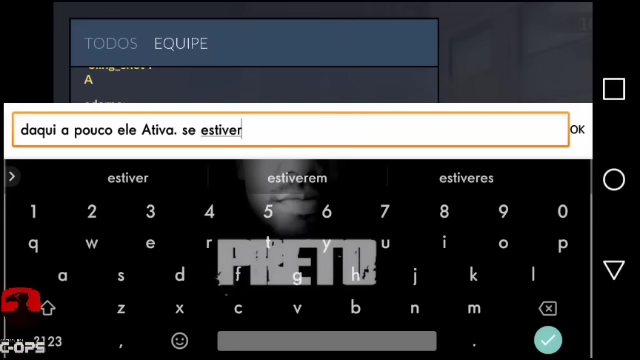 TODOS EQUIPE
A
daqui a pouco ele Ativa. se estiver
OK
estiver estiverem estiveres
1 2 3 4 5 6 7 8 9 0
q w e r t y u i o p
PRETO
a s d f g h j k l
z x c v b n m
?123 , .
C-OPS